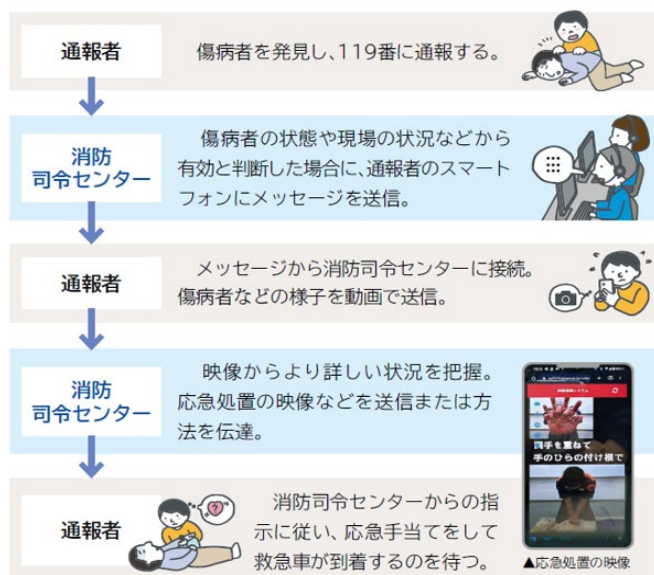 通報者
傷病者を発見し、119番に通報する。
消防
司令センター
傷病者の状態や現場の状況などから
有効と判断した場合に、通報者のスマート
フォンにメッセージを送信。
通報者
メッセージから消防司令センターに接続。
傷病者などの様子を動画で送信。
消防
司令センター
映像からより詳しい状況を把握。
応急処置の映像などを送信または方
法を伝達。
両手を重ねて
手のひらの付け根で
▲応急処置の映像
通報者
消防司令センターからの指
示に従い、応急手当てをして
救急車が到着するのを待つ。